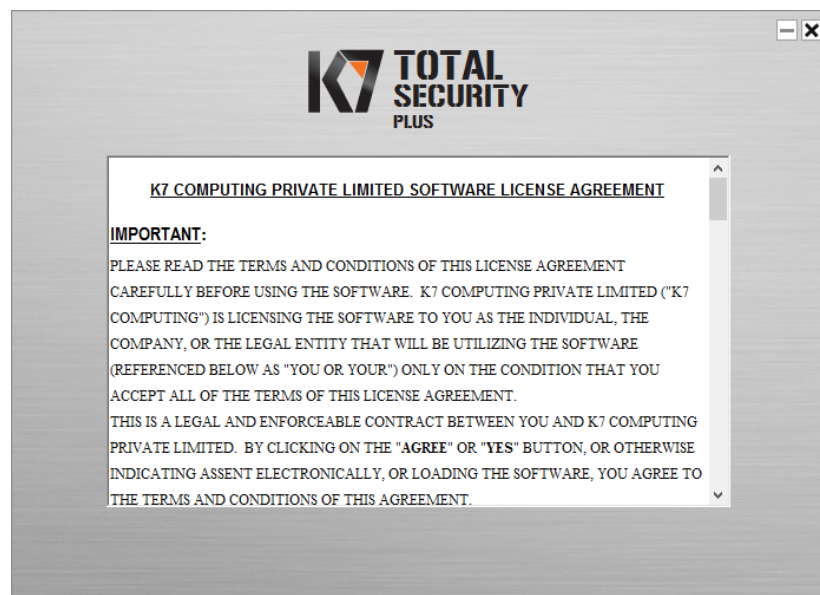 K7 TOTAL
SECURITY
PLUS
K7 COMPUTING PRIVATE LIMITED SOFTWARE LICENSE AGREEMENT
IMPORTANT:
PLEASE READ THE TERMS AND CONDITIONS OF THIS LICENSE AGREEMENT
CAREFULLY BEFORE USING THE SOFTWARE.  K7 COMPUTING PRIVATE LIMITED ("K7
COMPUTING") IS LICENSING THE SOFTWARE TO YOU AS THE INDIVIDUAL, THE
COMPANY, OR THE LEGAL ENTITY THAT WILL BE UTILIZING THE SOFTWARE
(REFERENCED BELOW AS "YOU OR YOUR") ONLY ON THE CONDITION THAT YOU
ACCEPT ALL OF THE TERMS OF THIS LICENSE AGREEMENT.
THIS IS A LEGAL AND ENFORCEABLE CONTRACT BETWEEN YOU AND K7 COMPUTING
PRIVATE LIMITED.  BY CLICKING ON THE "AGREE" OR "YES" BUTTON, OR OTHERWISE
INDICATING ASSENT ELECTRONICALLY, OR LOADING THE SOFTWARE, YOU AGREE TO
THE TERMS AND CONDITIONS OF THIS AGREEMENT.